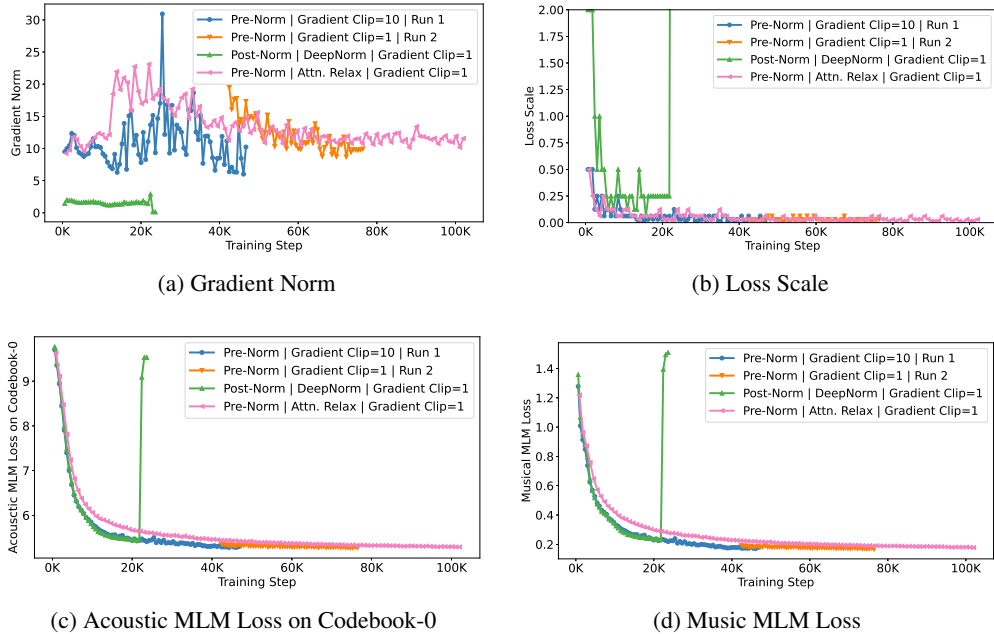 Pre-Norm | Gradient Clip=10 | Run 1
Pre-Norm | Gradient Clip=1 | Run 2
Post-Norm | DeepNorm | Gradient Clip=1
Pre-Norm | Attn. Relax | Gradient Clip=1
Gradient Norm
30
25
20
15
10
5
0
0K
20K
40K
60K
80K
100K
Training Step
(a) Gradient Norm
Pre-Norm | Gradient Clip=10 | Run 1
Pre-Norm | Gradient Clip=1 | Run 2
Post-Norm | DeepNorm | Gradient Clip=1
Pre-Norm | Attn. Relax | Gradient Clip=1
Loss Scale
2.00
1.75
1.50
1.25
1.00
0.75
0.50
0.25
0.00
0K
20K
40K
60K
80K
100K
Training Step
(b) Loss Scale
Pre-Norm | Gradient Clip=10 | Run 1
Pre-Norm | Gradient Clip=1 | Run 2
Post-Norm | DeepNorm | Gradient Clip=1
Pre-Norm | Attn. Relax | Gradient Clip=1
Acousctic MLM Loss on Codebook-0
9
8
7
6
0K
20K
40K
60K
80K
100K
Training Step
(c) Acoustic MLM Loss on Codebook-0
Pre-Norm | Gradient Clip=10 | Run 1
Pre-Norm | Gradient Clip=1 | Run 2
Post-Norm | DeepNorm | Gradient Clip=1
Pre-Norm | Attn. Relax | Gradient Clip=1
Musical MLM Loss
1.4
1.2
1.0
0.8
0.6
0.4
0.2
0K
20K
40K
60K
80K
100K
Training Step
(d) Music MLM Loss